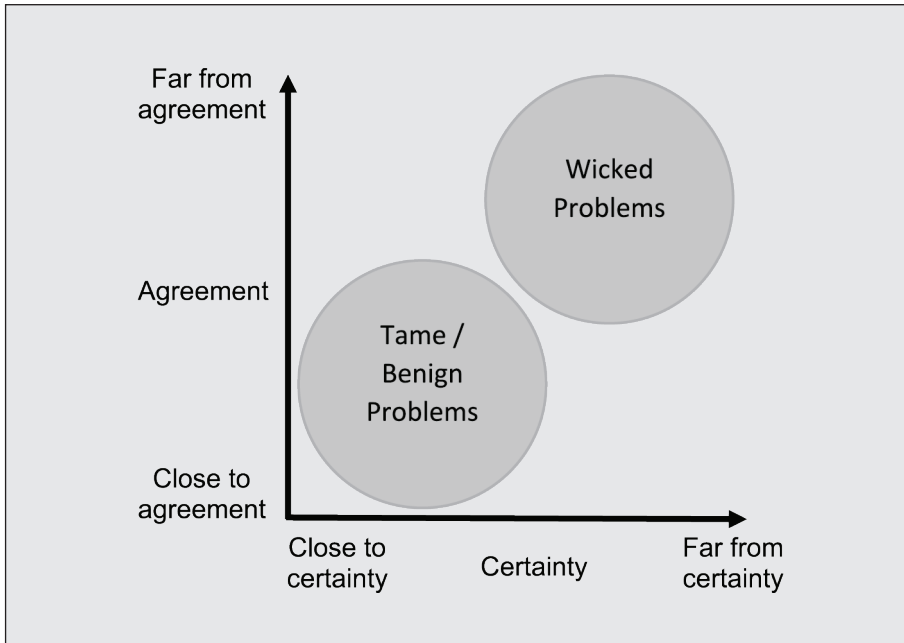 Far from
agreement
Wicked
Problems
Agreement
Tame /
Benign
Problems
Close to
agreement
Close to
certainty
Certainty
Far from
certainty